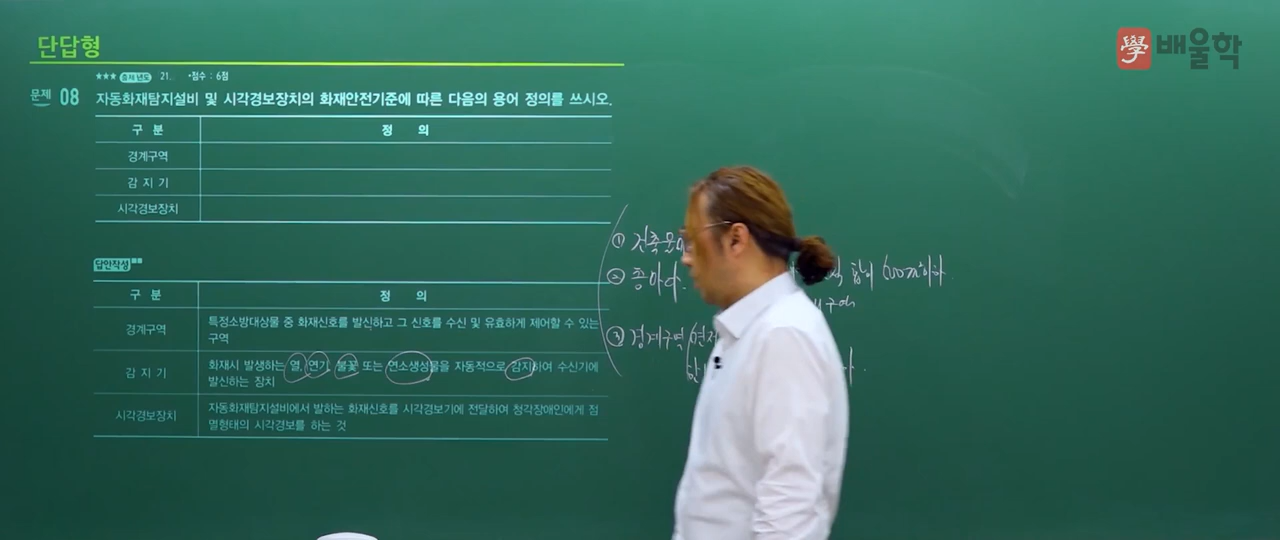 단답형
學 배울학
★★★ 출제년도 21. •점수 : 6점
문제 08 자동화재탐지설비 및 시각경보장치의 화재안전기준에 따른 다음의 용어 정의를 쓰시오.
구 분 정 의
경계구역
감 지 기
시각경보장치
답안작성
구 분 정 의
경계구역 특정소방대상물 중 화재신호를 발신하고 그 신호를 수신 및 유효하게 제어할 수 있는
구역
감 지 기 화재시 발생하는 열, 연기, 불꽃 또는 연소생성물을 자동적으로 감지하여 수신기에
발신하는 장치
시각경보장치 자동화재탐지설비에서 발하는 화재신호를 시각경보기에 전달하여 청각장애인에게 점
멸형태의 시각경보를 하는 것
① 건축물
② 층마다.
③ 경계구역